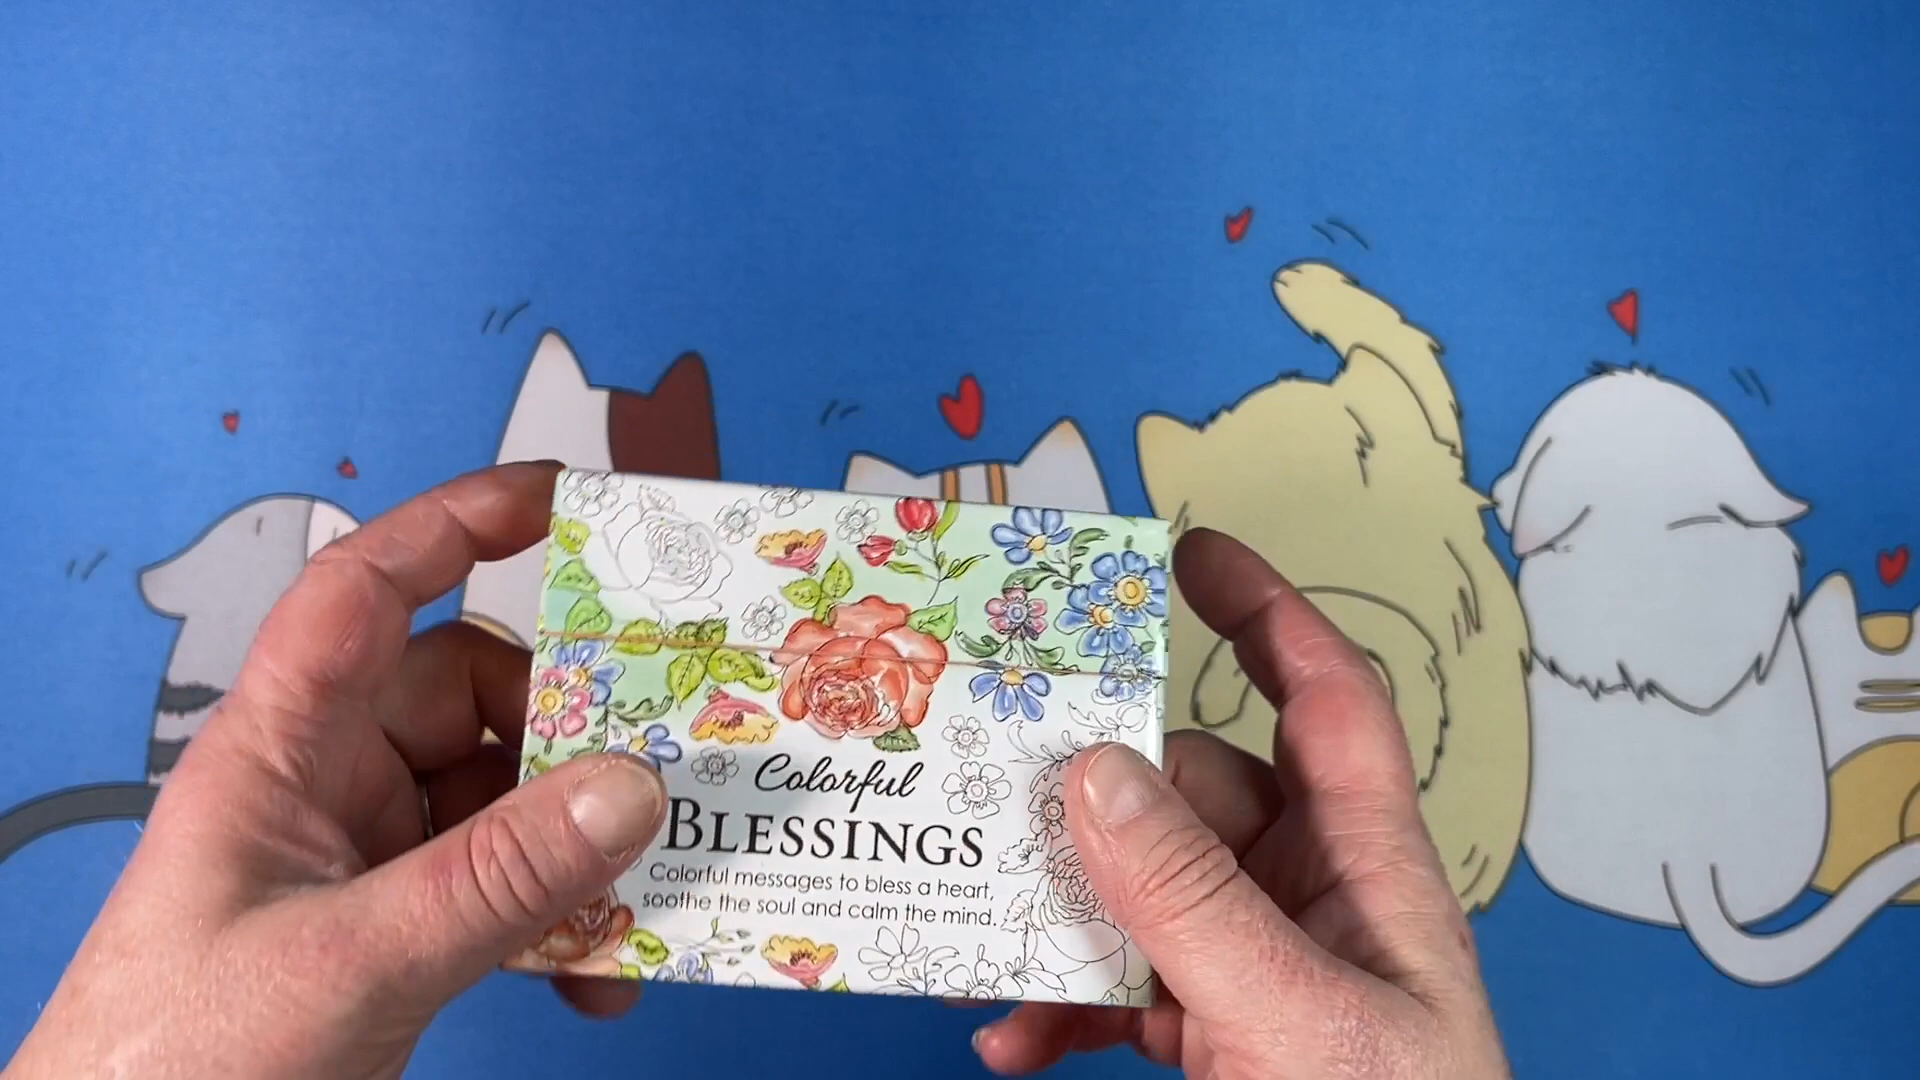 Colorful
BLESSINGS
Colorful messages to bless a heart,
soothe the soul and calm the mind.